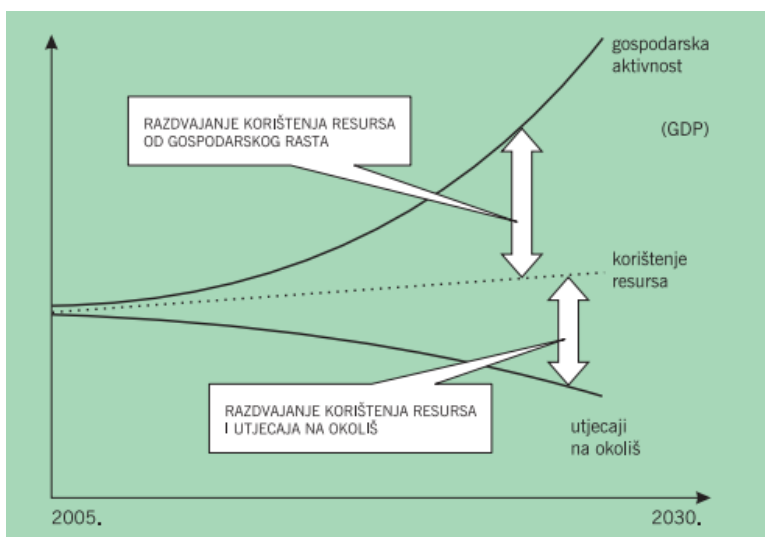 gospodarska
aktivnost
RAZDVAJANJE KORIŠTENJA RESURSA
OD GOSPODARSKOG RASTA
(GDP)
korištenje
resursa
RAZDVAJANJE KORIŠTENJA RESURSA
I UTJECAJA NA OKOLIŠ
utjecaji
na okoliš
2005.
2030.